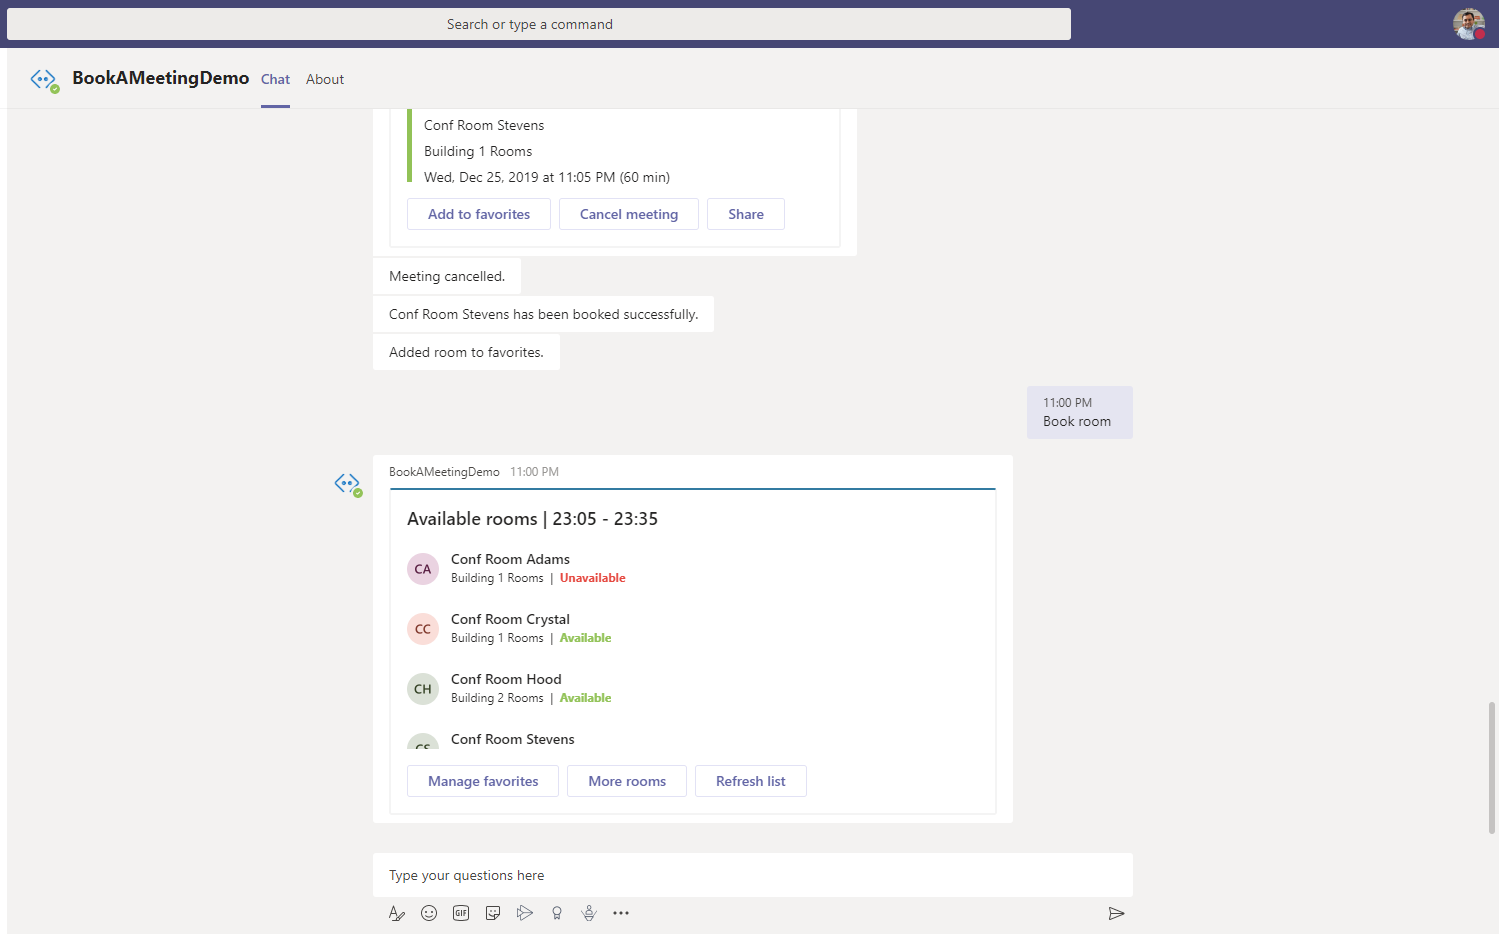 Search or type a command
BookAMeetingDemo Chat About
Conf Room Stevens
Building 1 Rooms
Wed, Dec 25, 2019 at 11:05 PM (60 min)
Add to favorites Cancel meeting Share
Meeting cancelled.
Conf Room Stevens has been booked successfully.
Added room to favorites.
11:00 PM
Book room
BookAMeetingDemo 11:00 PM
Available rooms | 23:05 - 23:35
CA Conf Room Adams
Building 1 Rooms | Unavailable
CC Conf Room Crystal
Building 1 Rooms | Available
CH Conf Room Hood
Building 2 Rooms | Available
CS Conf Room Stevens
Manage favorites More rooms Refresh list
Type your questions here
GIF